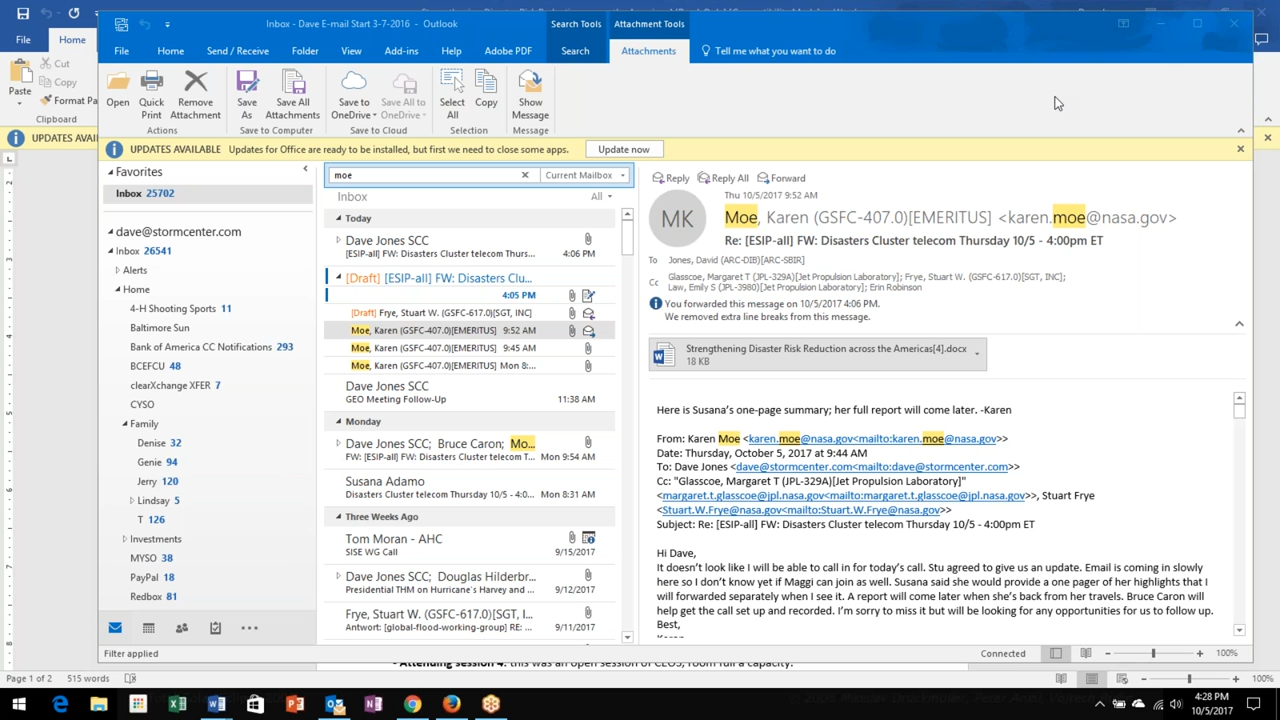 Inbox - Dave E-mail Start 3-7-2016 - Outlook
Search Tools
Attachment Tools
File
Home
File
Home
Send / Receive
Folder
View
Add-ins
Help
Adobe PDF
Search
Attachments
Tell me what you want to do
Paste
Cut
Copy
Format Pa
Clipboard
Open
Quick Print
Remove Attachment
Actions
Save As
Save All Attachments
Save to Computer
Save to OneDrive
Save All to OneDrive
Save to Cloud
Select All
Copy
Selection
Show Message
Message
UPDATES AVAI
UPDATES AVAILABLE Updates for Office are ready to be installed, but first we need to close some apps.
Update now
Favorites
Inbox 25702
dave@stormcenter.com
Inbox 26541
Alerts
Home
4-H Shooting Sports 11
Baltimore Sun
Bank of America CC Notifications 293
BCEFCU 48
clearXchange XFER 7
CYSO
Family
Denise 32
Genie 94
Jerry 120
Lindsay 5
T 126
Investments
MYSO 38
PayPal 18
Redbox 81
moe
Current Mailbox
Inbox
All
Today
Dave Jones SCC
[ESIP-all] FW: Disasters Cluster telecom Thurs... 4:06 PM
[Draft] [ESIP-all] FW: Disasters Clu...
4:05 PM
[Draft] Frye, Stuart W. (GSFC-617.0)[SGT, INC]
Moe, Karen (GSFC-407.0)[EMERITUS] 9:52 AM
Moe, Karen (GSFC-407.0)[EMERITUS] 9:45 AM
Moe, Karen (GSFC-407.0)[EMERITUS] Mon 8:...
Dave Jones SCC
GEO Meeting Follow-Up 11:38 AM
Monday
Dave Jones SCC; Bruce Caron; Mo...
FW: [ESIP-all] FW: Disasters Cluster telecom T... Mon 9:54 AM
Susana Adamo
Disasters Cluster telecom Thursday 10/5 - 4:0... Mon 8:31 AM
Three Weeks Ago
Tom Moran - AHC
SISE WG Call 9/15/2017
Dave Jones SCC; Douglas Hilderbr...
Presidential THM on Hurricane's Harvey and ... 9/12/2017
Frye, Stuart W. (GSFC-617.0)[SGT, I...
Antwort: [global-flood-working-group] RE: ... 9/11/2017
Reply
Reply All
Forward
Thu 10/5/2017 9:52 AM
MK
Moe, Karen (GSFC-407.0)[EMERITUS] <karen.moe@nasa.gov>
Re: [ESIP-all] FW: Disasters Cluster telecom Thursday 10/5 - 4:00pm ET
To Jones, David (ARC-DIB)[ARC-SBIR]
Cc Glasscoe, Margaret T (JPL-329A)[Jet Propulsion Laboratory]; Frye, Stuart W. (GSFC-617.0)[SGT, INC];
Law, Emily S (JPL-3980)[Jet Propulsion Laboratory]; Erin Robinson
You forwarded this message on 10/5/2017 4:06 PM.
We removed extra line breaks from this message.
Strengthening Disaster Risk Reduction across the Americas[4].docx
18 KB
Here is Susana's one-page summary; her full report will come later. -Karen
From: Karen Moe <karen.moe@nasa.gov<mailto:karen.moe@nasa.gov>>
Date: Thursday, October 5, 2017 at 9:44 AM
To: Dave Jones <dave@stormcenter.com<mailto:dave@stormcenter.com>>
Cc: "Glasscoe, Margaret T (JPL-329A)[Jet Propulsion Laboratory]"
<margaret.t.glasscoe@jpl.nasa.gov<mailto:margaret.t.glasscoe@jpl.nasa.gov>>, Stuart Frye
<Stuart.W.Frye@nasa.gov<mailto:Stuart.W.Frye@nasa.gov>>
Subject: Re: [ESIP-all] FW: Disasters Cluster telecom Thursday 10/5 - 4:00pm ET
Hi Dave,
It doesn't look like I will be able to call in for today's call. Stu agreed to give us an update. Email is coming in slowly
here so I don't know yet if Maggi can join as well. Susana said she would provide a one pager of her highlights that I
will forwarded separately when I see it. A report will come later when she's back from her travels. Bruce Caron will
help get the call set up and recorded. I'm sorry to miss it but will be looking for any opportunities for us to follow up.
Best,
Karen
Filter applied
Connected
100%
Attending session 4: this was an open session of CEOS, room full a capacity.
Page 1 of 2
515 words
100%
4:28 PM
10/5/2017